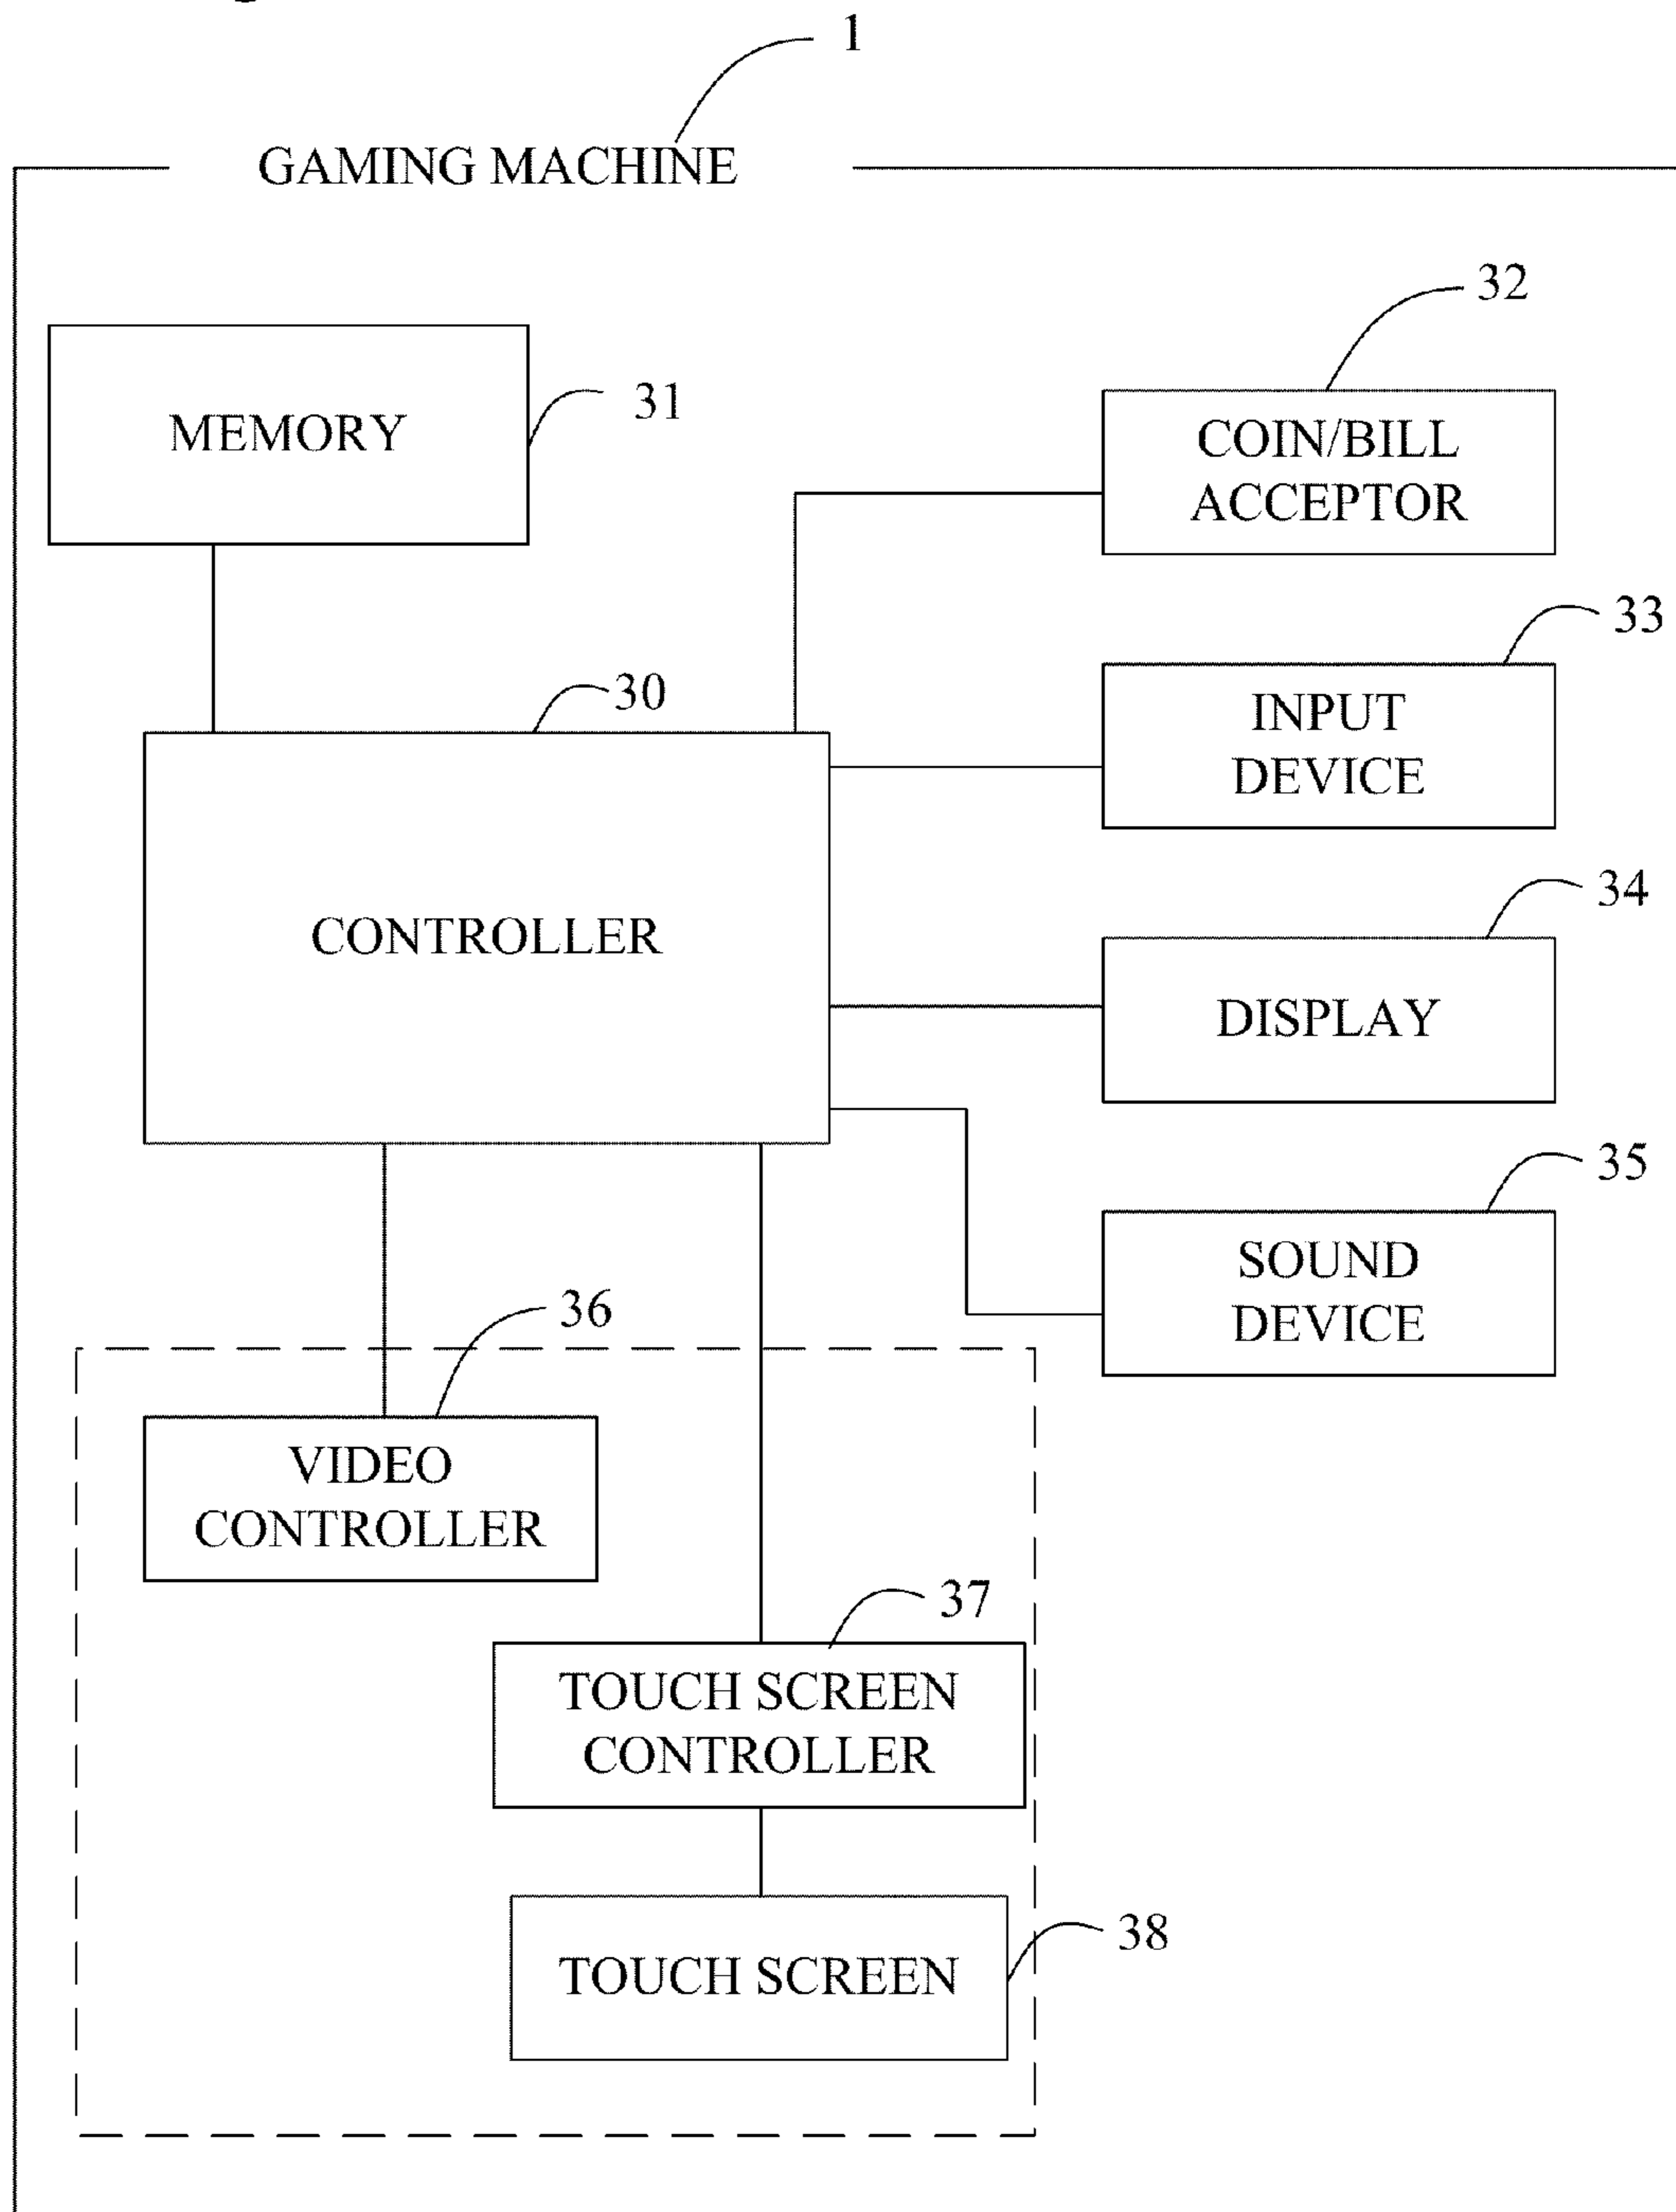 1
GAMING MACHINE
32
MEMORY
31
COIN/BILL
ACCEPTOR
33
30
INPUT
DEVICE
34
CONTROLLER
DISPLAY
35
SOUND
DEVICE
36
VIDEO
CONTROLLER
37
TOUCH SCREEN
CONTROLLER
38
TOUCH SCREEN